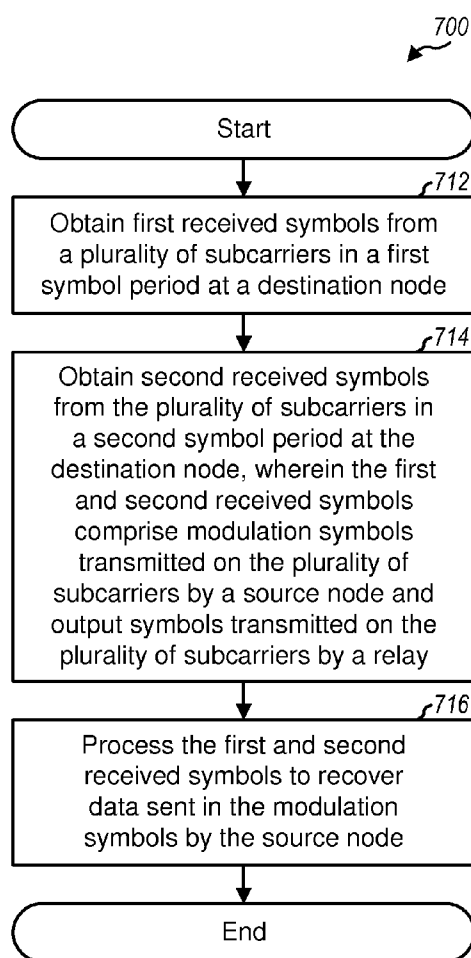 700
Start
712
Obtain first received symbols from
a plurality of subcarriers in a first
symbol period at a destination node
714
Obtain second received symbols
from the plurality of subcarriers in
a second symbol period at the
destination node, wherein the first
and second received symbols
comprise modulation symbols
transmitted on the plurality of
subcarriers by a source node and
output symbols transmitted on the
plurality of subcarriers by a relay
716
Process the first and second
received symbols to recover
data sent in the modulation
symbols by the source node
End